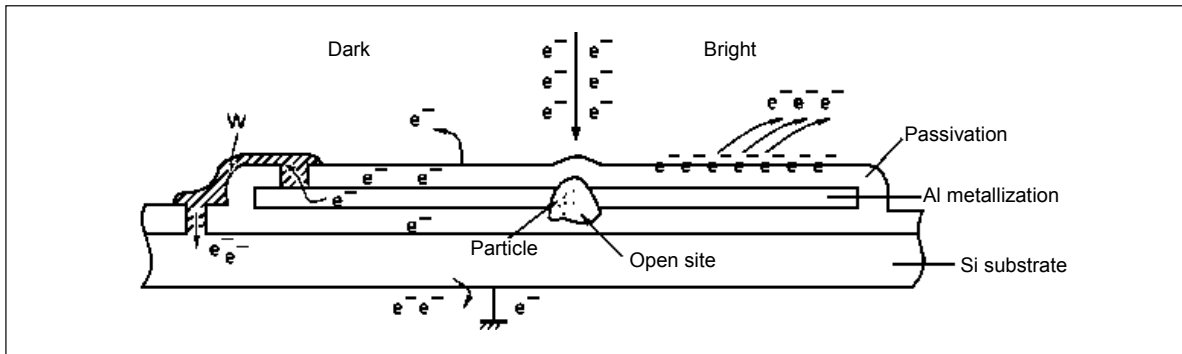 Dark
Bright
e⁻ e⁻
e⁻ e⁻
e⁻ e⁻
e⁻ e⁻ e⁻
W
e⁻
Passivation
e⁻ e⁻ e⁻ e⁻ e⁻ e⁻ e⁻
e⁻ e⁻
e⁻
Al metallization
e⁻
Particle
Open site
e⁻ e⁻
Si substrate
e⁻ e⁻ e⁻